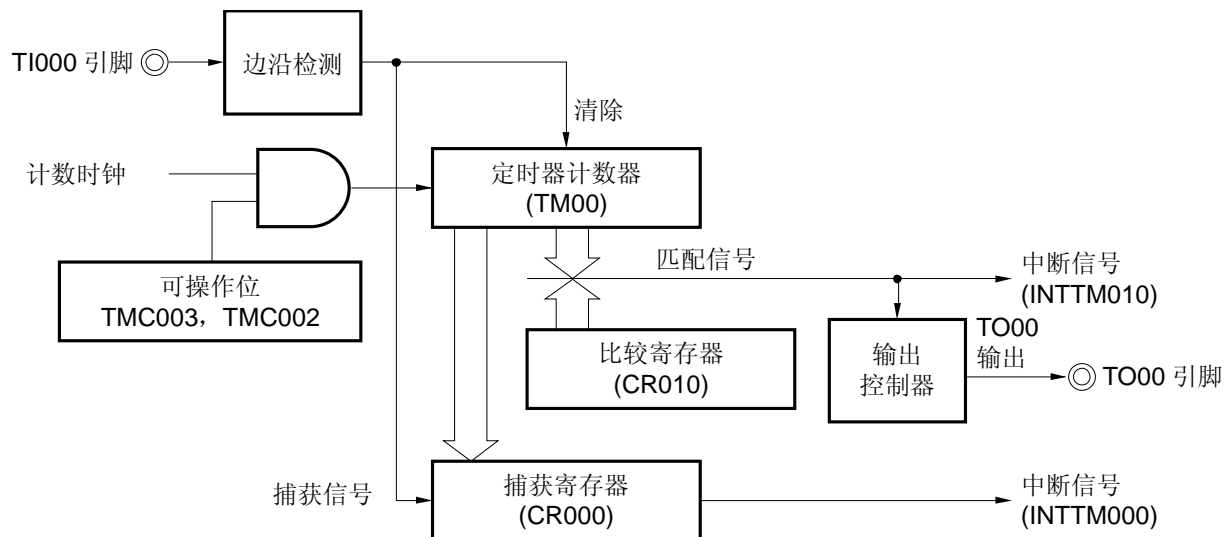 TI000 引脚
边沿检测
清除
计数时钟
定时器计数器
(TM00)
匹配信号
中断信号
(INTTM010)
可操作位
TMC003，TMC002
比较寄存器
(CR010)
输出
控制器
TO00
输出
TO00 引脚
捕获信号
捕获寄存器
(CR000)
中断信号
(INTTM000)